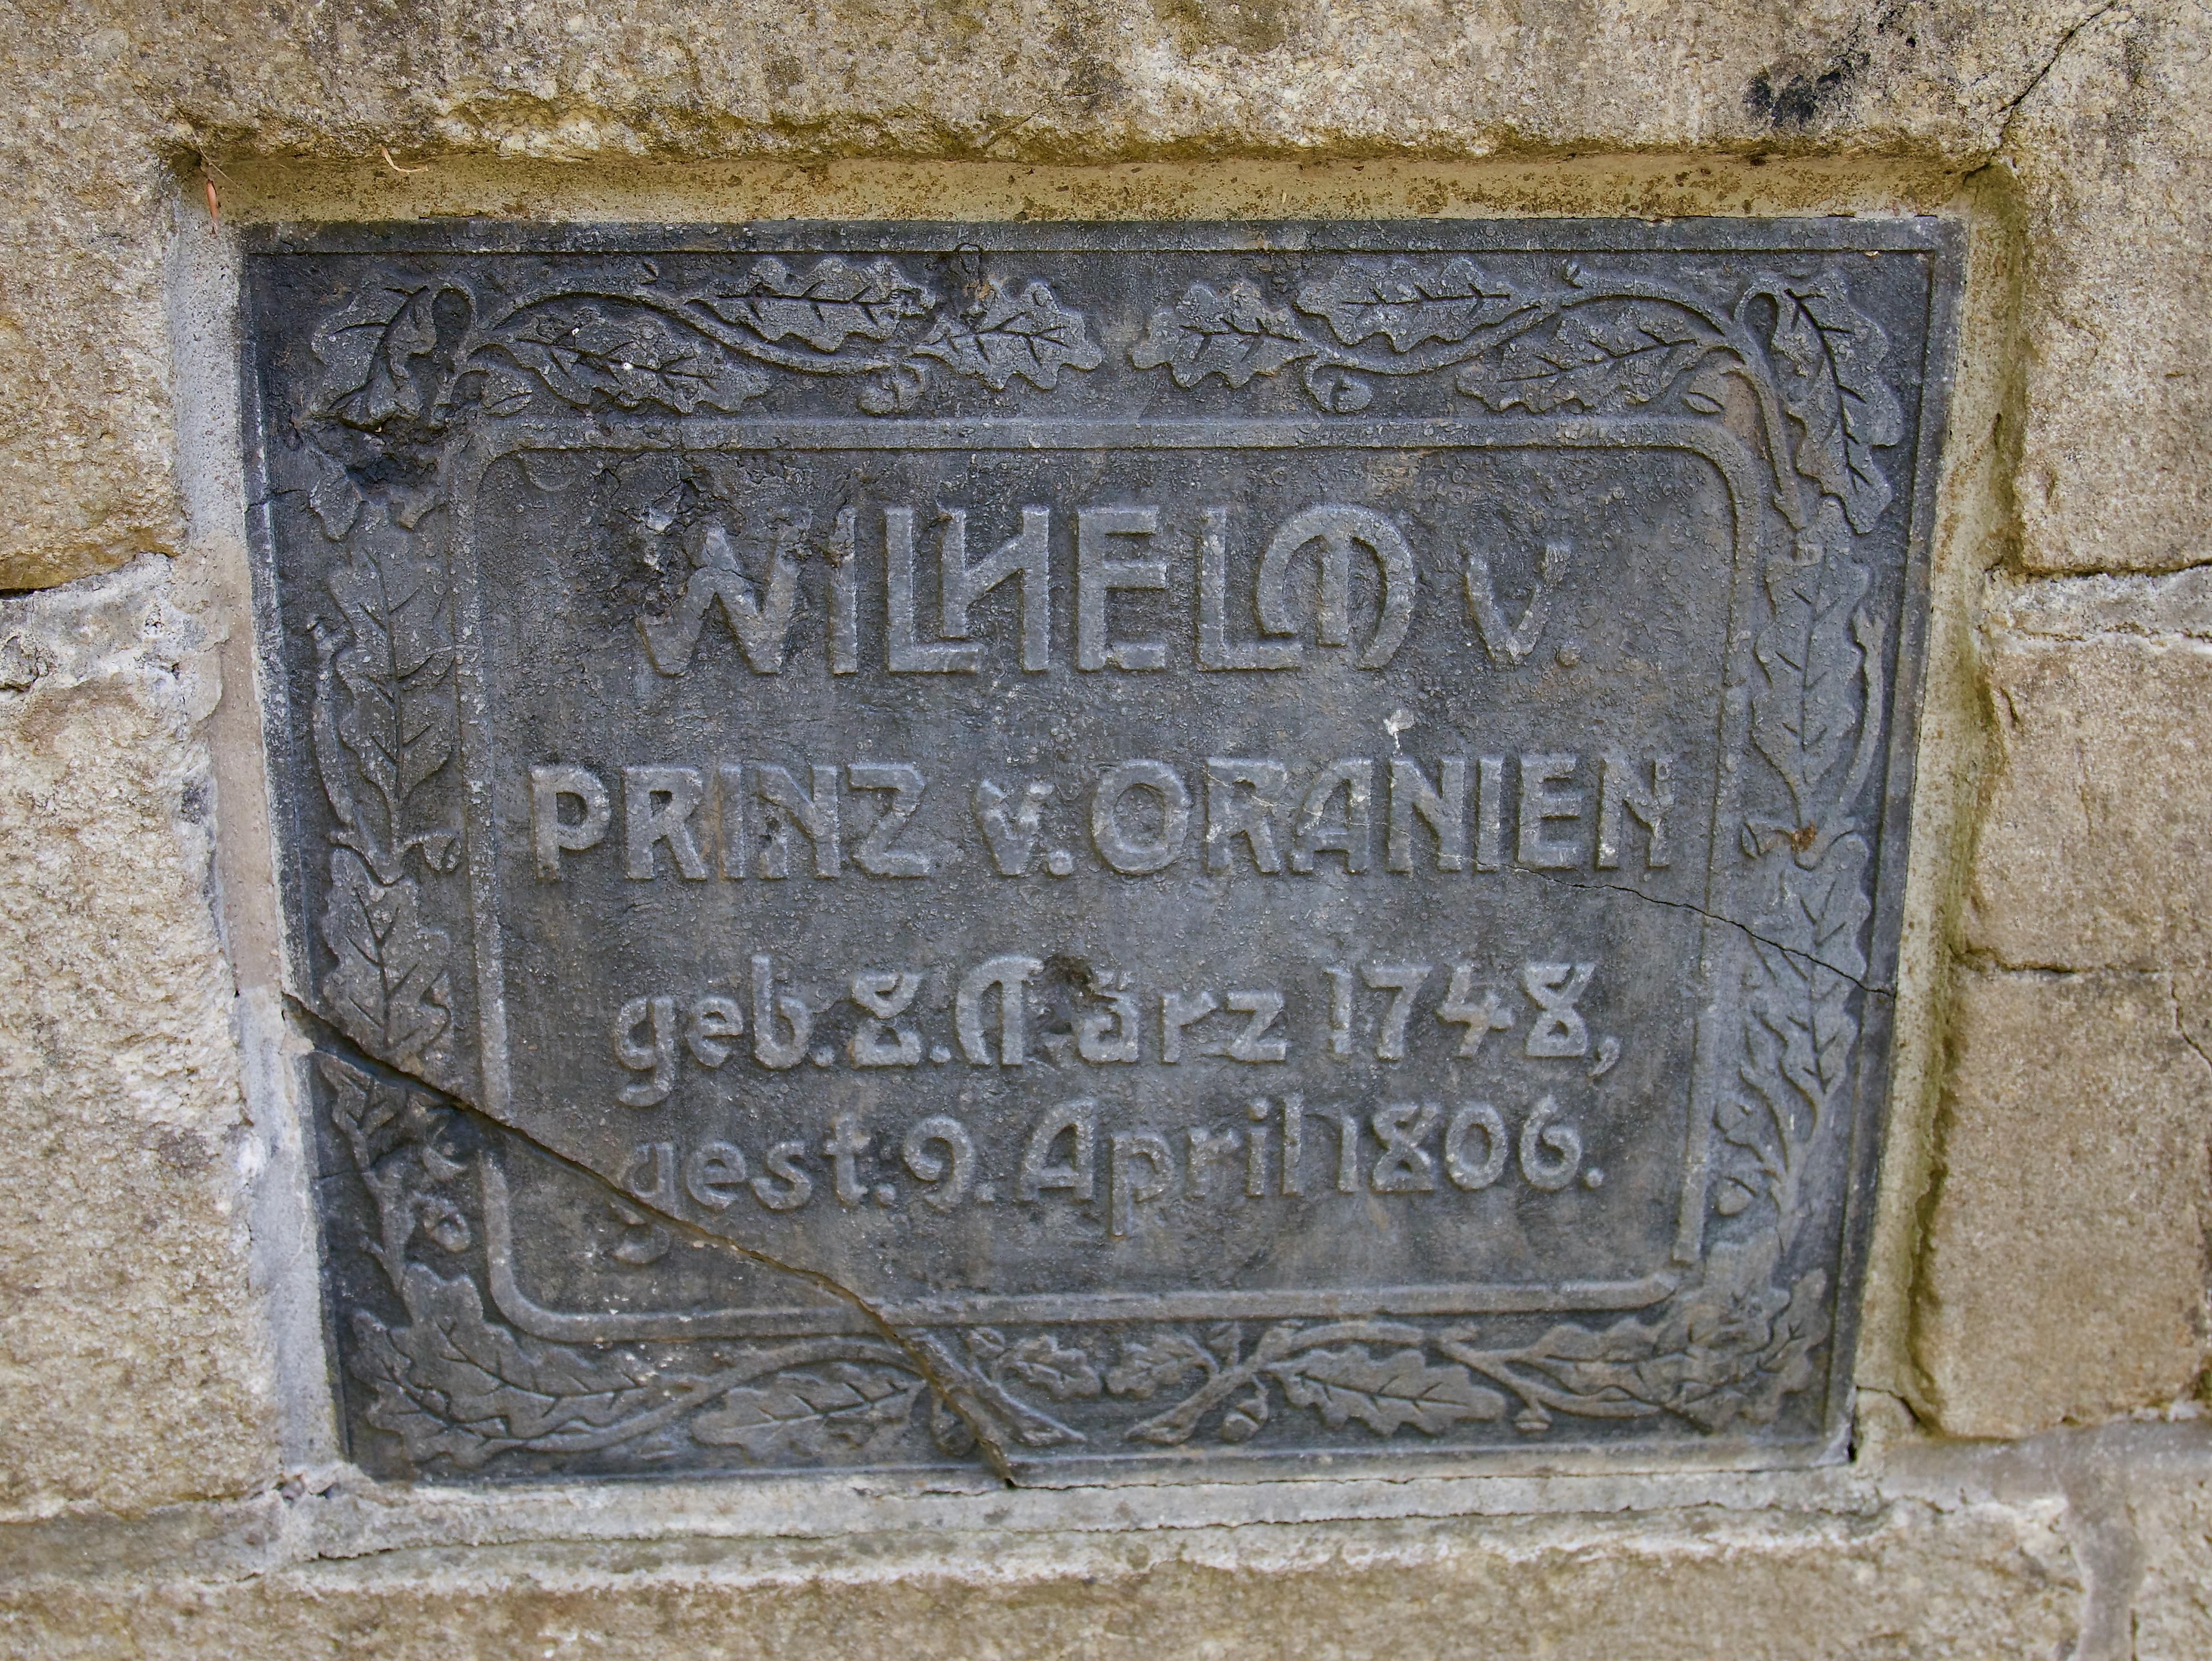 WILHELM V.
PRINZ v. ORANIEN
geb. 8. März 1748,
gest. 9. April 1806.